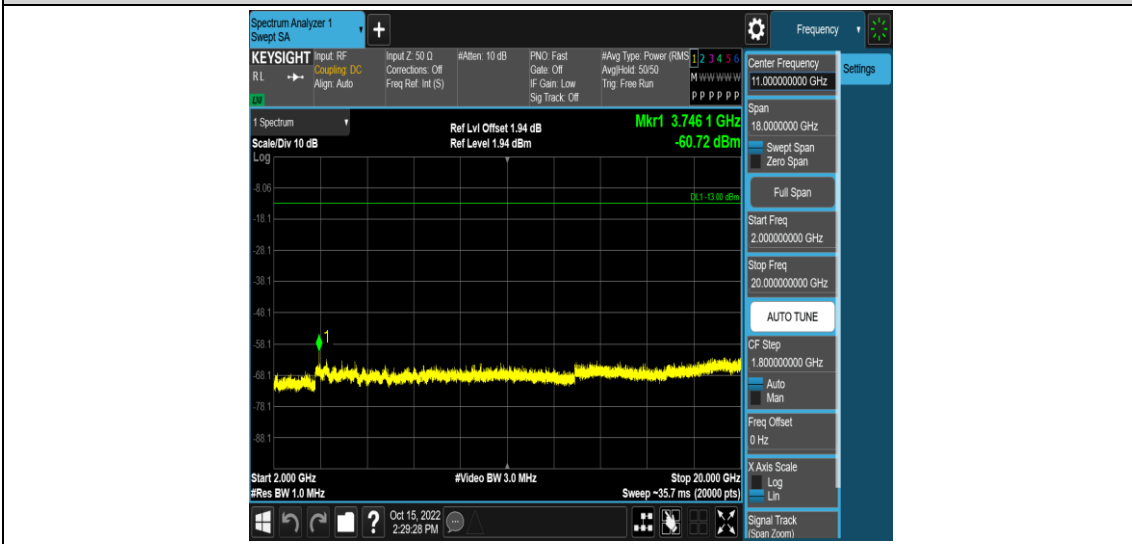 Spectrum Analyzer 1
Swept SA
+
Frequency
KEYSIGHT
RL
LXI
Input: RF
Coupling: DC
Align: Auto
Input Z: 50 Ω
Corrections: Off
Freq Ref: Int (S)
#Atten: 10 dB
PNO: Fast
Gate: Off
IF Gain: Low
Sig Track: Off
#Avg Type: Power (RMS
Avg|Hold: 50/50
Trig: Free Run
1 2 3 4 5 6
M W W W W W
P P P P P P
Center Frequency
11.000000000 GHz
Settings
Span
18.0000000 GHz
Swept Span
Zero Span
Full Span
Start Freq
2.000000000 GHz
Stop Freq
20.000000000 GHz
AUTO TUNE
CF Step
1.800000000 GHz
Auto
Man
Freq Offset
0 Hz
X Axis Scale
Log
Lin
Signal Track
(Span Zoom)
1 Spectrum
Scale/Div 10 dB
Log
Ref Lvl Offset 1.94 dB
Ref Level 1.94 dBm
Mkr1 3.746 1 GHz
-60.72 dBm
DL1 -13.00 dBm
-8.06
-18.1
-28.1
-38.1
-48.1
-58.1
-68.1
-78.1
-88.1
1
Start 2.000 GHz
#Res BW 1.0 MHz
#Video BW 3.0 MHz
Stop 20.000 GHz
Sweep ~35.7 ms (20000 pts)
?
Oct 15, 2022
2:29:28 PM